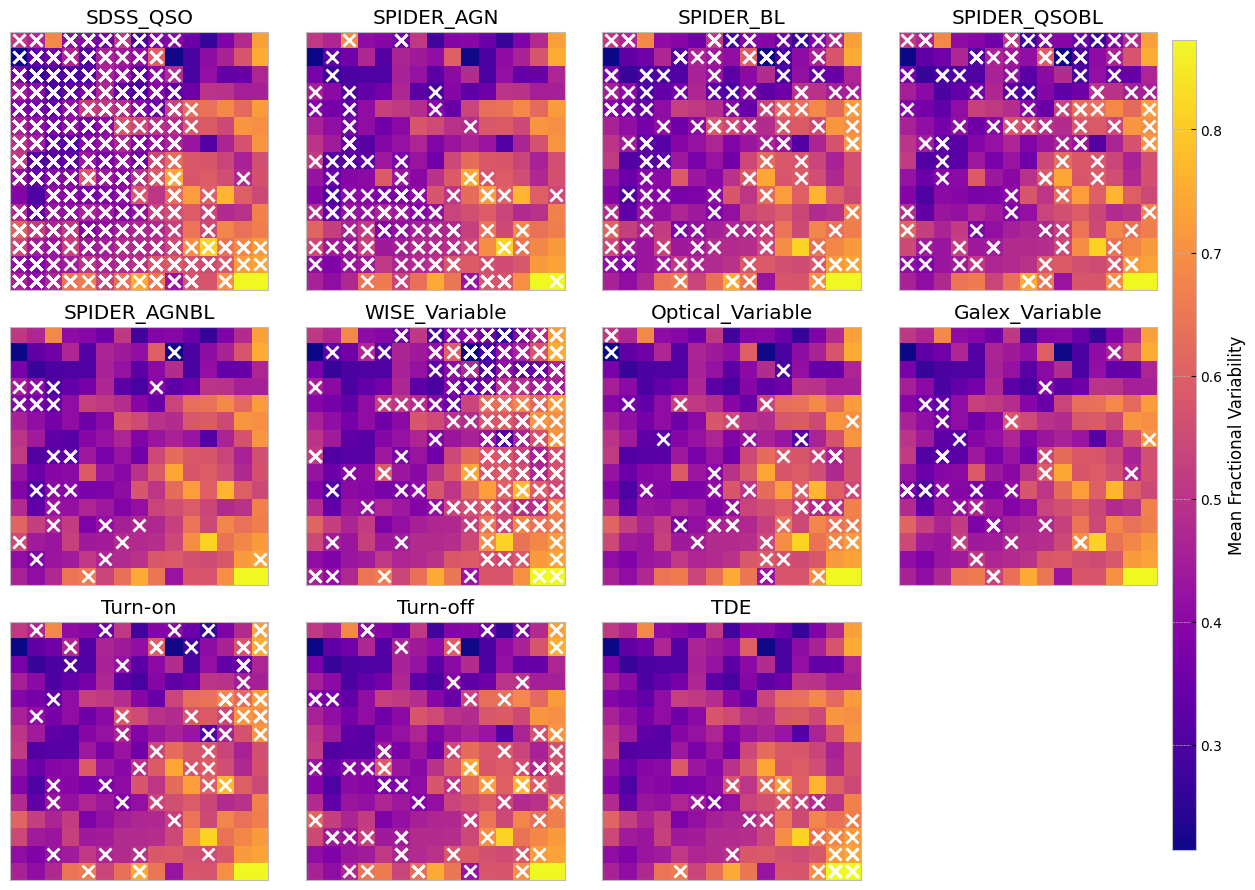 SDSS_QSO
SPIDER_AGN
SPIDER_BL
SPIDER_QSOBL
SPIDER_AGNBL
WISE_Variable
Optical_Variable
Galex_Variable
Turn-on
Turn-off
TDE
0.8
0.7
0.6
0.5
0.4
0.3
Mean Fractional Variability